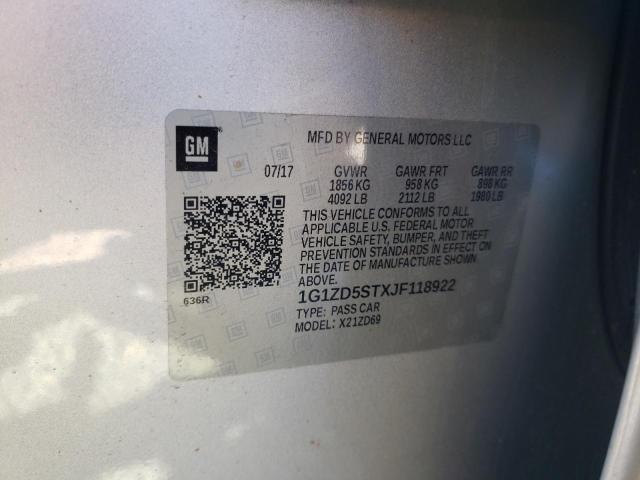 GM®
MFD BY GENERAL MOTORS LLC
07/17 GVWR GAWR FRT GAWR RR
1856 KG 958 KG 898 KG
4092 LB 2112 LB 1980 LB
THIS VEHICLE CONFORMS TO ALL
APPLICABLE U.S. FEDERAL MOTOR
VEHICLE SAFETY, BUMPER, AND THEFT
PREVENTION STANDARDS IN EFFECT ON
THE DATE OF MANUFACTURE SHOWN
ABOVE.
636R
1G1ZD5STXJF118922
TYPE: PASS CAR
MODEL: X21ZD69